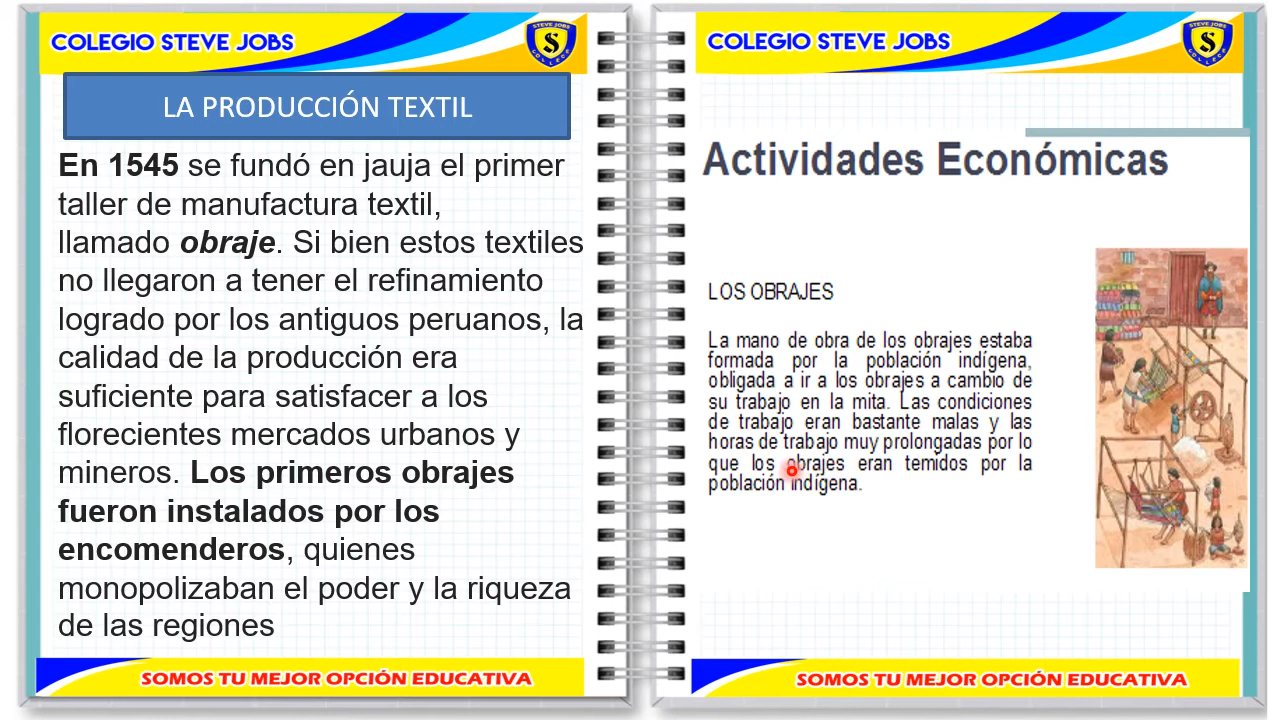 COLEGIO STEVE JOBS
STEVE JOBS
S
COLLEGE
LA PRODUCCIÓN TEXTIL
En 1545 se fundó en jauja el primer
taller de manufactura textil,
llamado obraje. Si bien estos textiles
no llegaron a tener el refinamiento
logrado por los antiguos peruanos, la
calidad de la producción era
suficiente para satisfacer a los
florecientes mercados urbanos y
mineros. Los primeros obrajes
fueron instalados por los
encomenderos, quienes
monopolizaban el poder y la riqueza
de las regiones
SOMOS TU MEJOR OPCIÓN EDUCATIVA
COLEGIO STEVE JOBS
STEVE JOBS
S
COLLEGE
Actividades Económicas
LOS OBRAJES
La mano de obra de los obrajes estaba
formada por la población indígena,
obligada a ir a los obrajes a cambio de
su trabajo en la mita. Las condiciones
de trabajo eran bastante malas y las
horas de trabajo muy prolongadas por lo
que los obrajes eran temidos por la
población indígena.
SOMOS TU MEJOR OPCIÓN EDUCATIVA